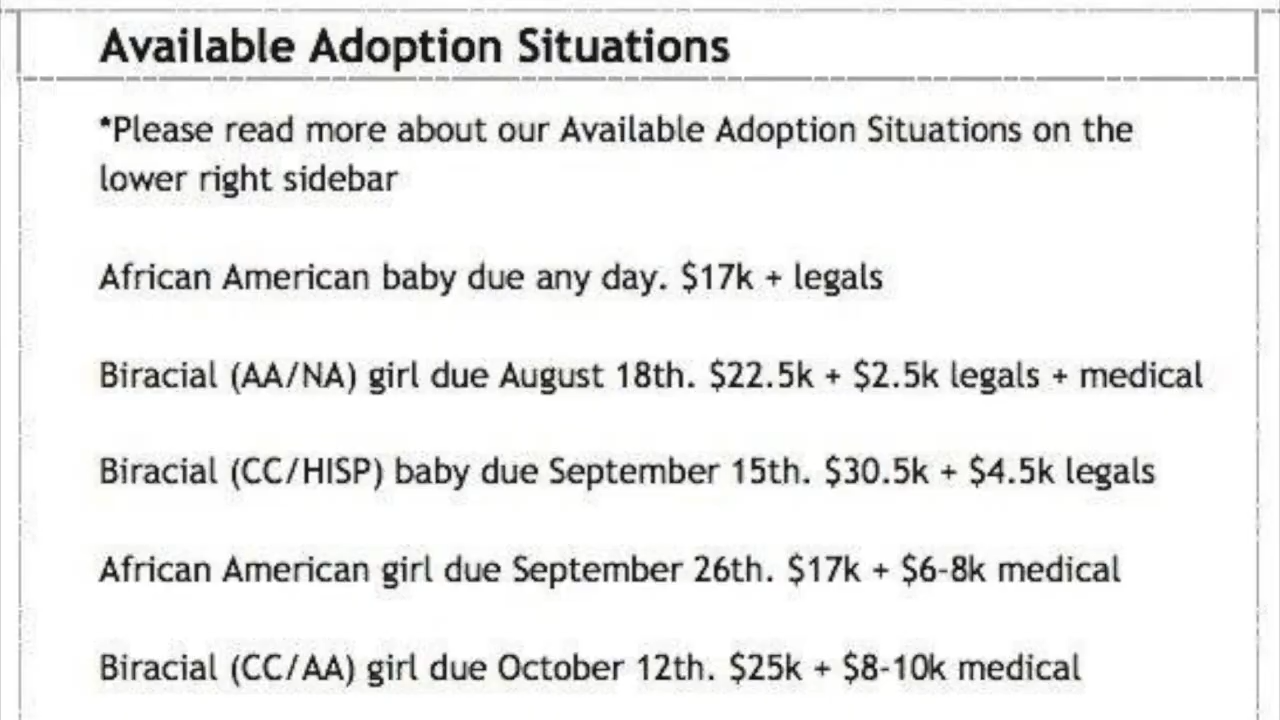 Available Adoption Situations
*Please read more about our Available Adoption Situations on the
lower right sidebar
African American baby due any day. $17k + legals
Biracial (AA/NA) girl due August 18th. $22.5k + $2.5k legals + medical
Biracial (CC/HISP) baby due September 15th. $30.5k + $4.5k legals
African American girl due September 26th. $17k + $6-8k medical
Biracial (CC/AA) girl due October 12th. $25k + $8-10k medical